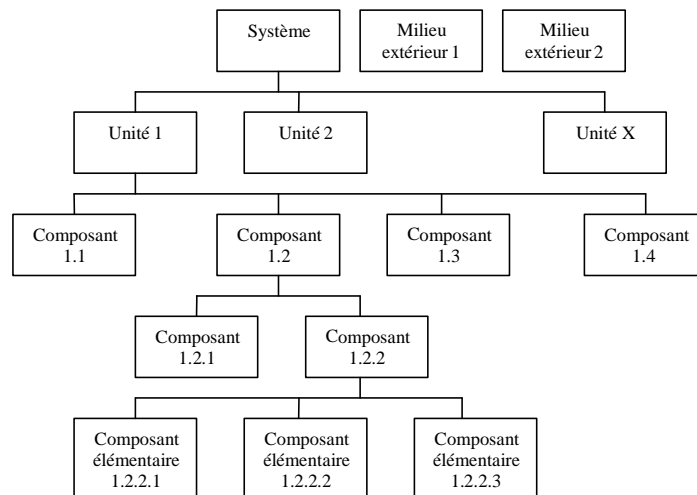 Système
Milieu
extérieur 1
Milieu
extérieur 2
Unité 1
Unité 2
Unité X
Composant
1.1
Composant
1.2
Composant
1.3
Composant
1.4
Composant
1.2.1
Composant
1.2.2
Composant
élémentaire
1.2.2.1
Composant
élémentaire
1.2.2.2
Composant
élémentaire
1.2.2.3